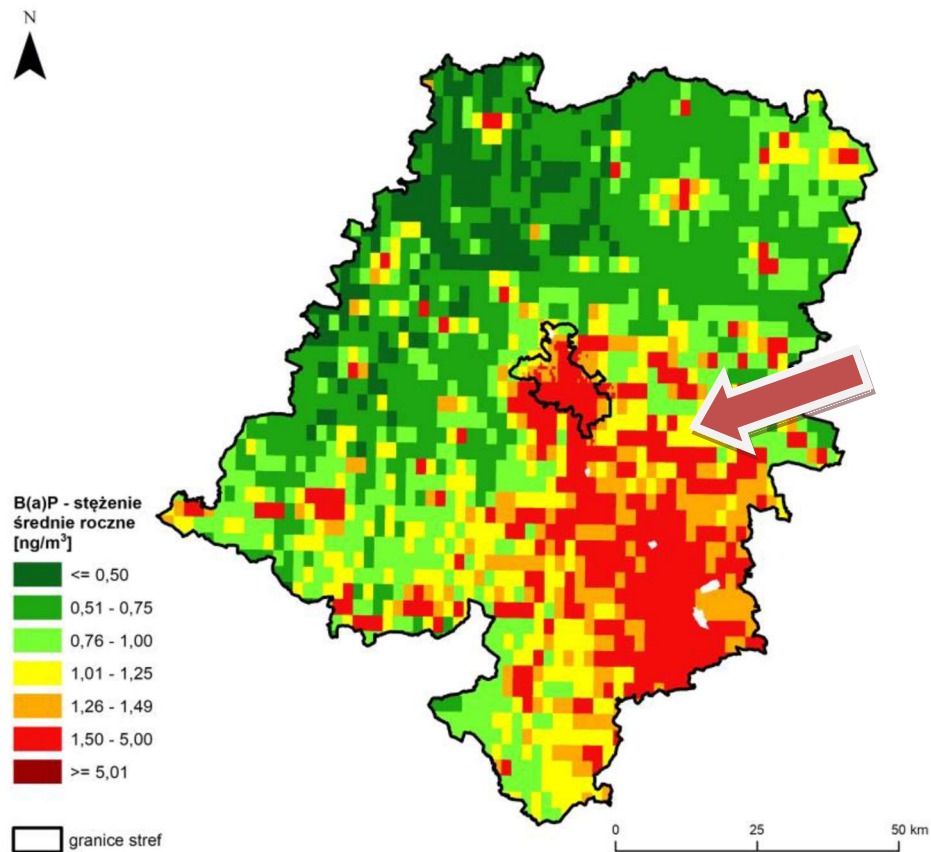 N
B(a)P - stężenie
średnie roczne
[ng/m³]
<= 0,50
0,51 - 0,75
0,76 - 1,00
1,01 - 1,25
1,26 - 1,49
1,50 - 5,00
>= 5,01
granice stref
0 25 50 km